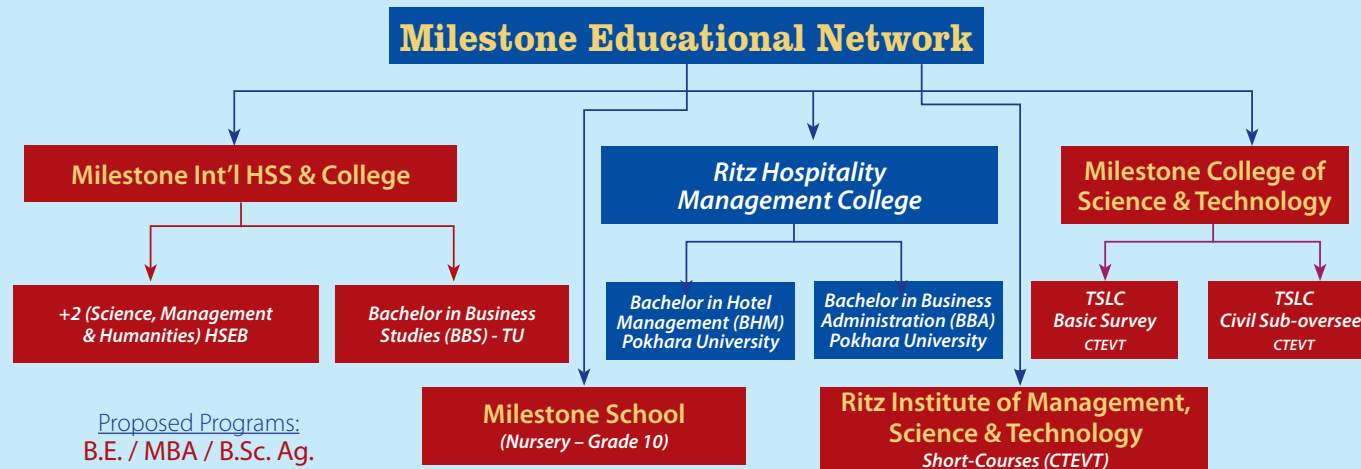 Milestone Educational Network
Milestone Int'l HSS & College
Ritz Hospitality
Management College
Milestone College of
Science & Technology
+2 (Science, Management
& Humanities) HSEB
Bachelor in Business
Studies (BBS) - TU
Bachelor in Hotel
Management (BHM)
Pokhara University
Bachelor in Business
Administration (BBA)
Pokhara University
TSLC
Basic Survey
CTEVT
TSLC
Civil Sub-oversee
CTEVT
Milestone School
(Nursery – Grade 10)
Ritz Institute of Management,
Science & Technology
Short-Courses (CTEVT)
Proposed Programs:
B.E. / MBA / B.Sc. Ag.